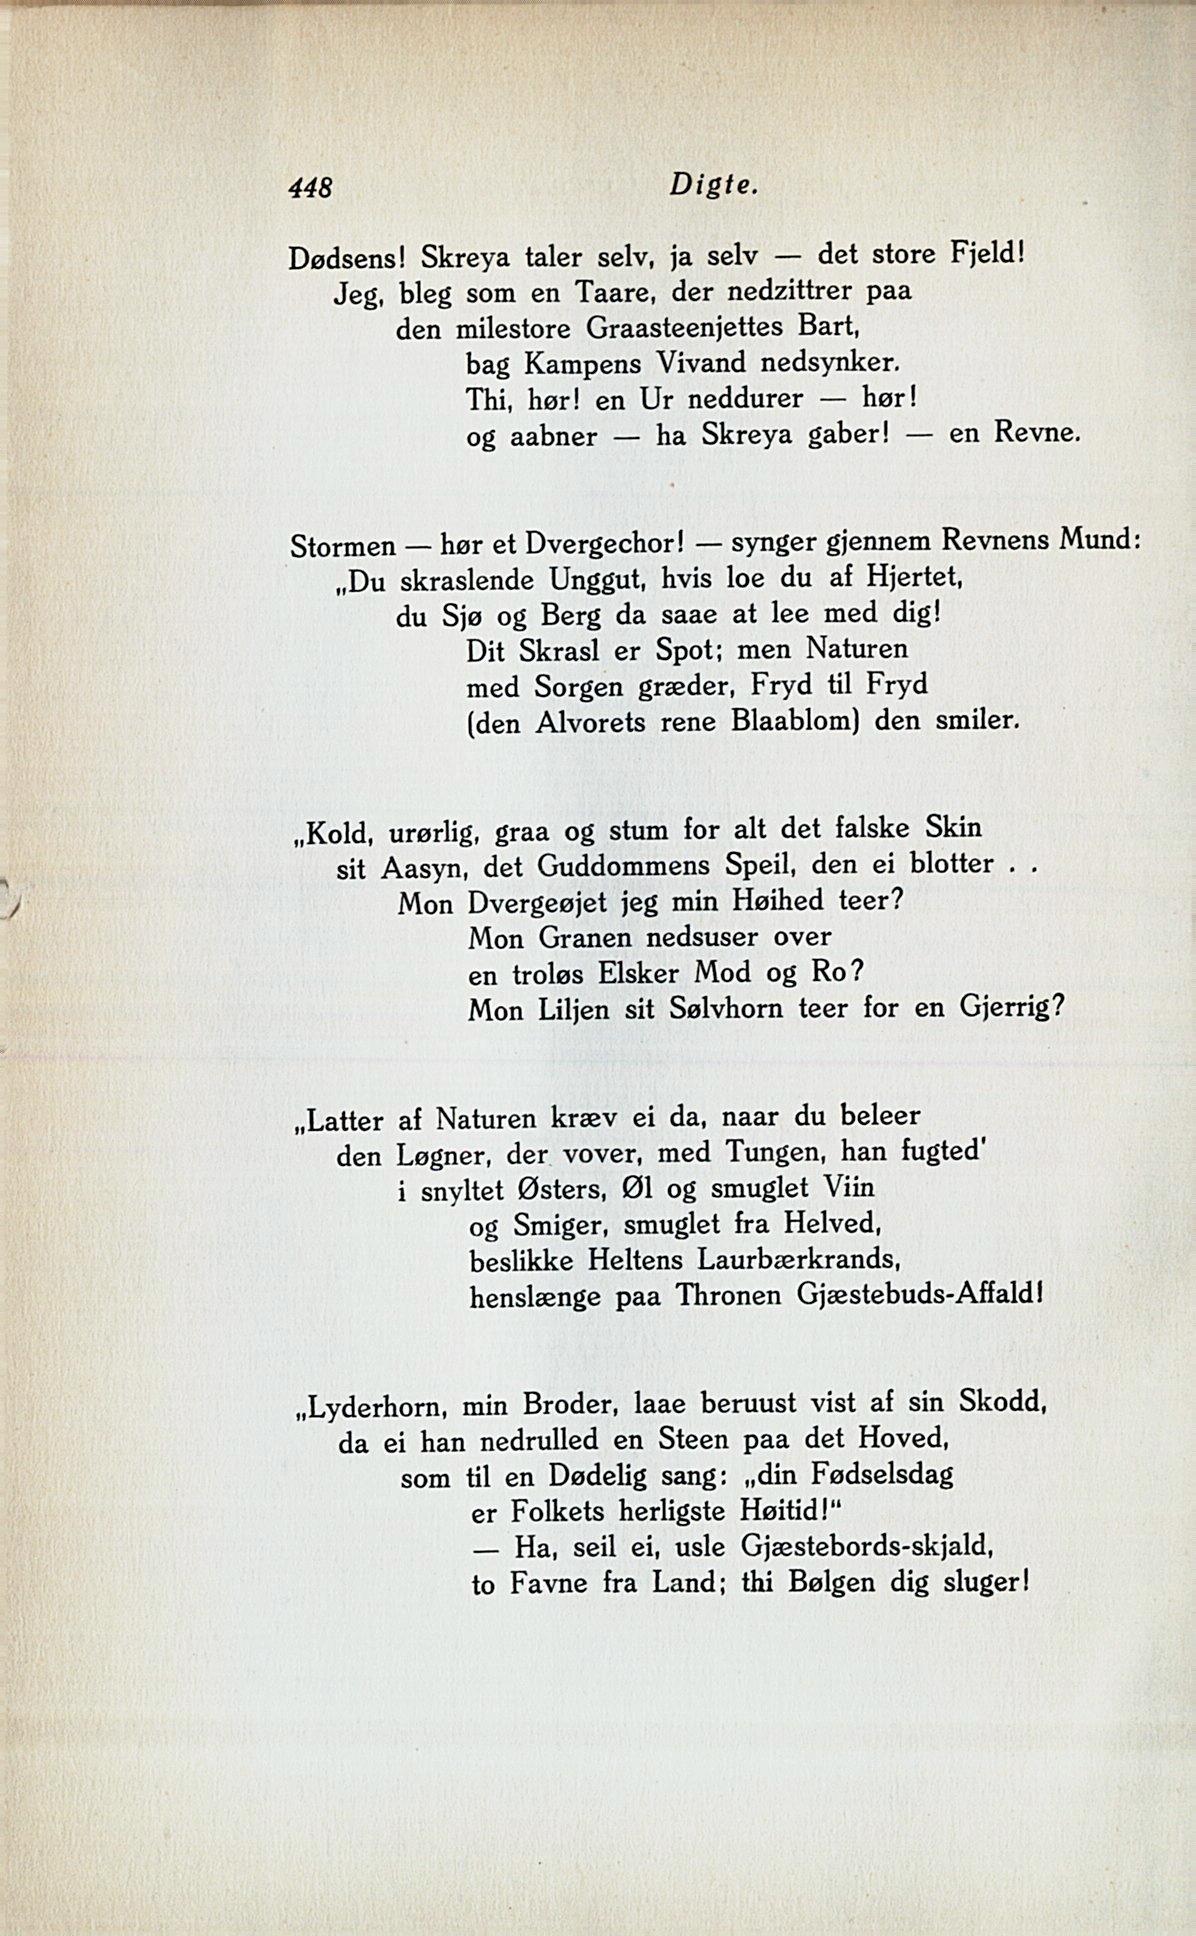 448 Digte.
Dødsens! Skreya taler selv, ja selv — det store Fjeld!
Jeg, bleg som en Taare, der nedzittrer paa
den milestore Graasteenjettes Bart,
bag Kampens Vivand nedsynker.
Thi, hør! en Ur neddurer — hør!
og aabner — ha Skreya gaber! — en Revne.
Stormen — hør et Dvergechor! — synger gjennem Revnens Mund:
„Du skraslende Unggut, hvis loe du af Hjertet,
du Sjø og Berg da saae at lee med dig!
Dit Skrasl er Spot; men Naturen
med Sorgen græder, Fryd til Fryd
(den Alvorets rene Blaablom) den smiler.
„Kold, urørlig, graa og stum for alt det falske Skin
sit Aasyn, det Guddommens Speil, den ei blotter . .
Mon Dvergeøjet jeg min Høihed teer?
Mon Granen nedsuser over
en troløs Elsker Mod og Ro?
Mon Liljen sit Sølvhorn teer for en Gjerrig?
„Latter af Naturen kræv ei da, naar du beleer
den Løgner, der vover, med Tungen, han fugted'
i snyltet Østers, Øl og smuglet Viin
og Smiger, smuglet fra Helved,
beslikke Heltens Laurbærkrands,
henslænge paa Thronen Gjæstebuds-Affald!
„Lyderhorn, min Broder, laae beruust vist af sin Skodd,
da ei han nedrulled en Steen paa det Hoved,
som til en Dødelig sang: „din Fødselsdag
er Folkets herligste Høitid!“
— Ha, seil ei, usle Gjæstebords-skjald,
to Favne fra Land; thi Bølgen dig sluger!